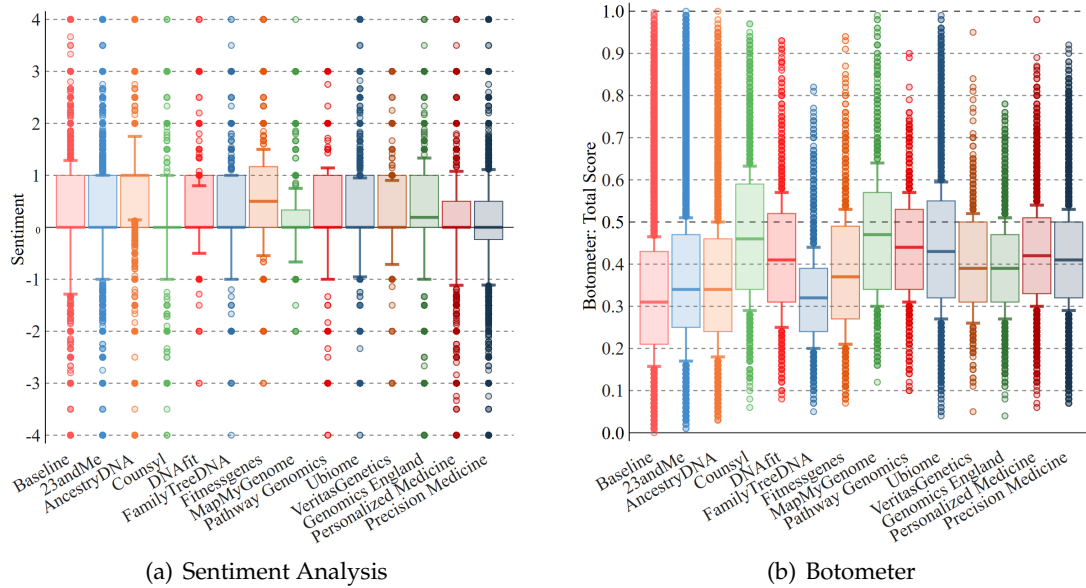 4
3
2
1
0
-1
-2
-3
-4
Sentiment
Baseline
23andMe
AncestryDNA
Counsyl
DNAfit
FamilyTreeDNA
Fitnessgenes
MapMyGenome
Pathway Genomics
Ubiome
VeritasGenetics
Genomics England
Personalized Medicine
Precision Medicine
(a) Sentiment Analysis
1.0
0.9
0.8
0.7
0.6
0.5
0.4
0.3
0.2
0.1
0.0
Botometer: Total Score
Baseline
23andMe
AncestryDNA
Counsyl
DNAfit
FamilyTreeDNA
Fitnessgenes
MapMyGenome
Pathway Genomics
Ubiome
VeritasGenetics
Genomics England
Personalized Medicine
Precision Medicine
(b) Botometer